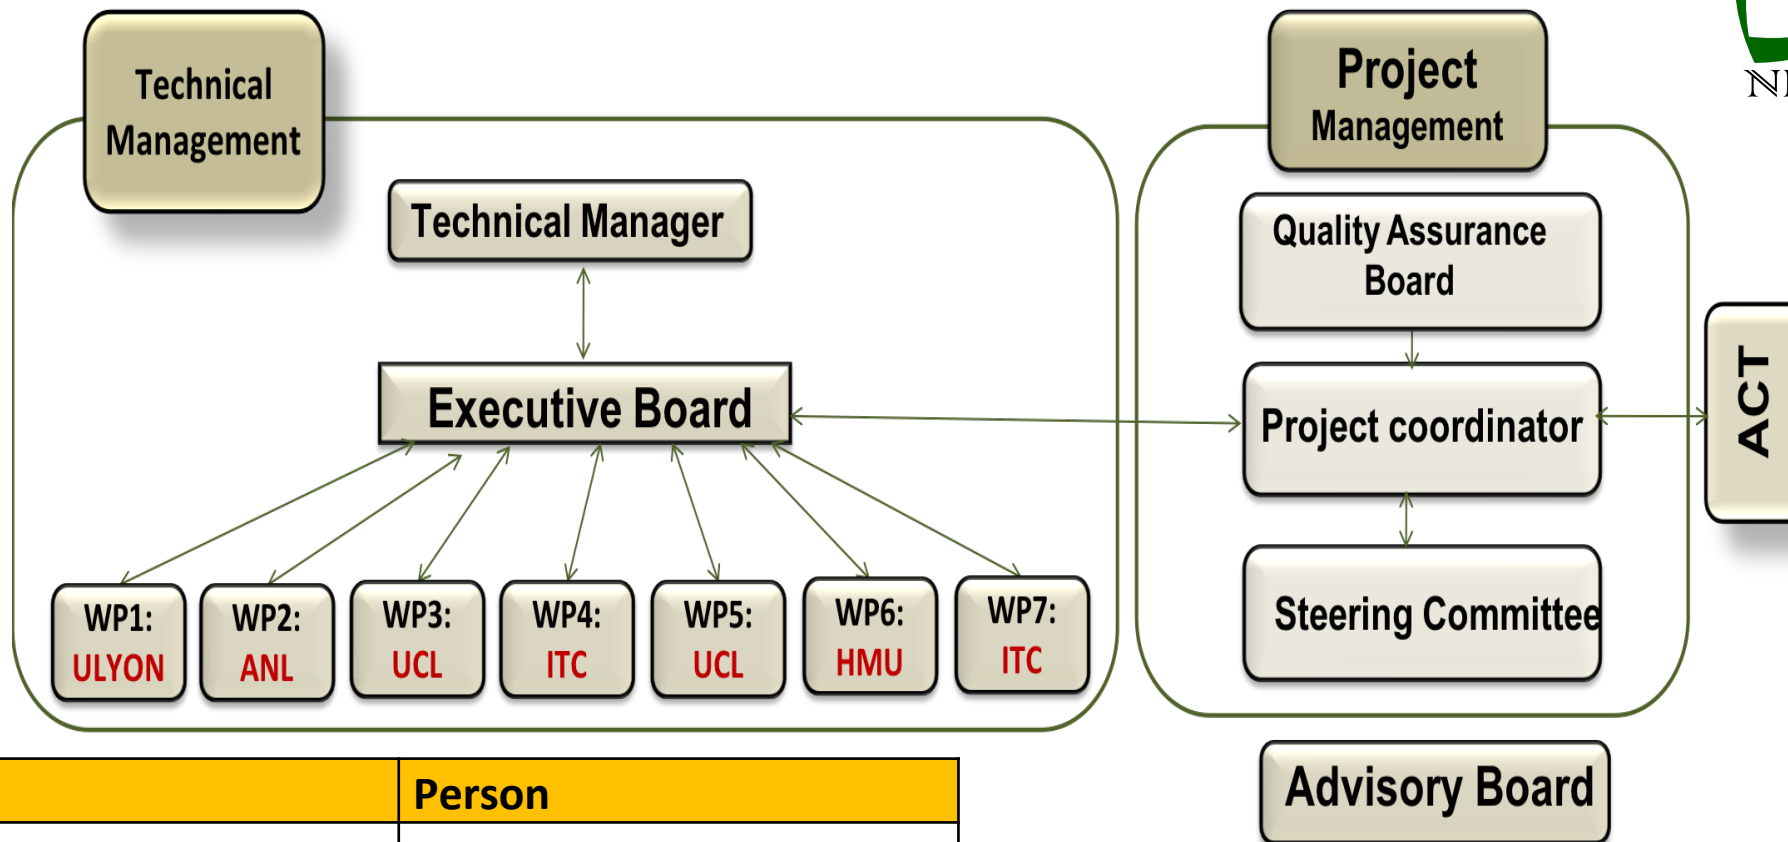 Technical
Management
Technical Manager
Executive Board
WP1:
ULYON
WP2:
ANL
WP3:
UCL
WP4:
ITC
WP5:
UCL
WP6:
HMU
WP7:
ITC
Project
Management
Quality Assurance
Board
Project coordinator
Steering Committee
ACT
Advisory Board
Person